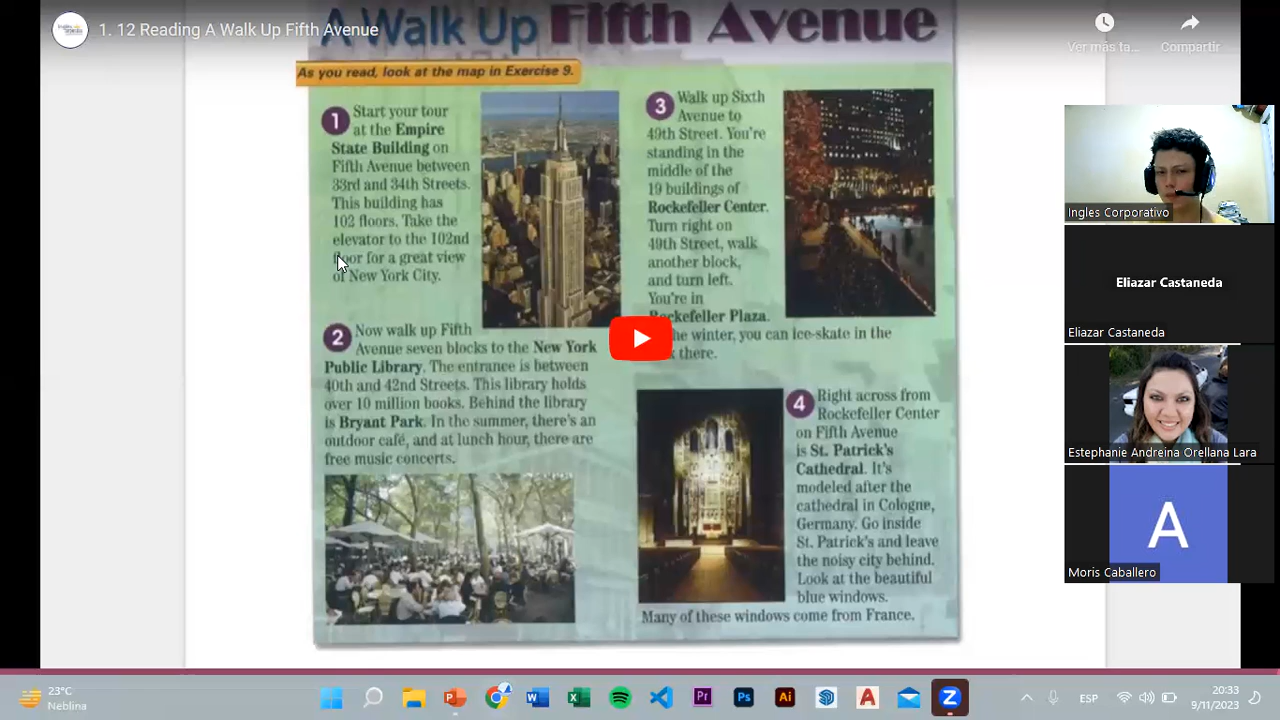 1. 12 Reading A Walk Up Fifth Avenue
Ver más ta...
Compartir
A Walk Up Fifth Avenue
As you read, look at the map in Exercise 9.
1 Start your tour
at the Empire
State Building on
Fifth Avenue between
33rd and 34th Streets.
This building has
102 floors. Take the
elevator to the 102nd
floor for a great view
of New York City.
2 Now walk up Fifth
Avenue seven blocks to the New York
Public Library. The entrance is between
40th and 42nd Streets. This library holds
over 10 million books. Behind the library
is Bryant Park. In the summer, there's an
outdoor café, and at lunch hour, there are
free music concerts.
3 Walk up Sixth
Avenue to
49th Street. You're
standing in the
middle of the
19 buildings of
Rockefeller Center.
Turn right on
49th Street, walk
another block,
and turn left.
You're in
Rockefeller Plaza.
winter, you can ice-skate in the
there.
4 Right across from
Rockefeller Center
on Fifth Avenue
is St. Patrick's
Cathedral. It's
modeled after the
cathedral in Cologne,
Germany. Go inside
St. Patrick's and leave
the noisy city behind.
Look at the beautiful
blue windows.
Many of these windows come from France.
Ingles Corporativo
Eliazar Castaneda
Eliazar Castaneda
Estephanie Andreina Orellana Lara
A
Moris Caballero
23°C
Neblina
ESP
20:33
9/11/2023